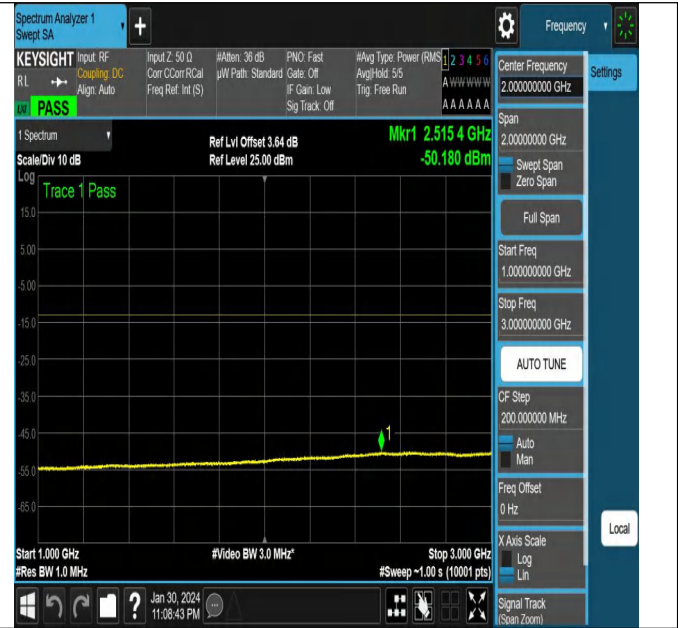 Spectrum Analyzer 1
Swept SA
+
Frequency
KEYSIGHT
RL
LXI PASS
Input: RF
Coupling: DC
Align: Auto
Input Z: 50 Ω
Corr CCorr RCal
Freq Ref: Int (S)
#Atten: 36 dB
µW Path: Standard
PNO: Fast
Gate: Off
IF Gain: Low
Sig Track: Off
#Avg Type: Power (RMS
Avg|Hold: 5/5
Trig: Free Run
1 2 3 4 5 6
A W W W W W
A A A A A A
1 Spectrum
Scale/Div 10 dB
Ref Lvl Offset 3.64 dB
Ref Level 25.00 dBm
Mkr1 2.515 4 GHz
-50.180 dBm
Log
Trace 1 Pass
15.0
5.00
-5.00
-15.0
-25.0
-35.0
-45.0
-55.0
-65.0
1
Start 1.000 GHz
#Res BW 1.0 MHz
#Video BW 3.0 MHz*
Stop 3.000 GHz
#Sweep ~1.00 s (10001 pts)
?
Jan 30, 2024
11:08:43 PM
Center Frequency
2.000000000 GHz
Settings
Span
2.00000000 GHz
Swept Span
Zero Span
Full Span
Start Freq
1.000000000 GHz
Stop Freq
3.000000000 GHz
AUTO TUNE
CF Step
200.000000 MHz
Auto
Man
Freq Offset
0 Hz
Local
X Axis Scale
Log
Lin
Signal Track
(Span Zoom)